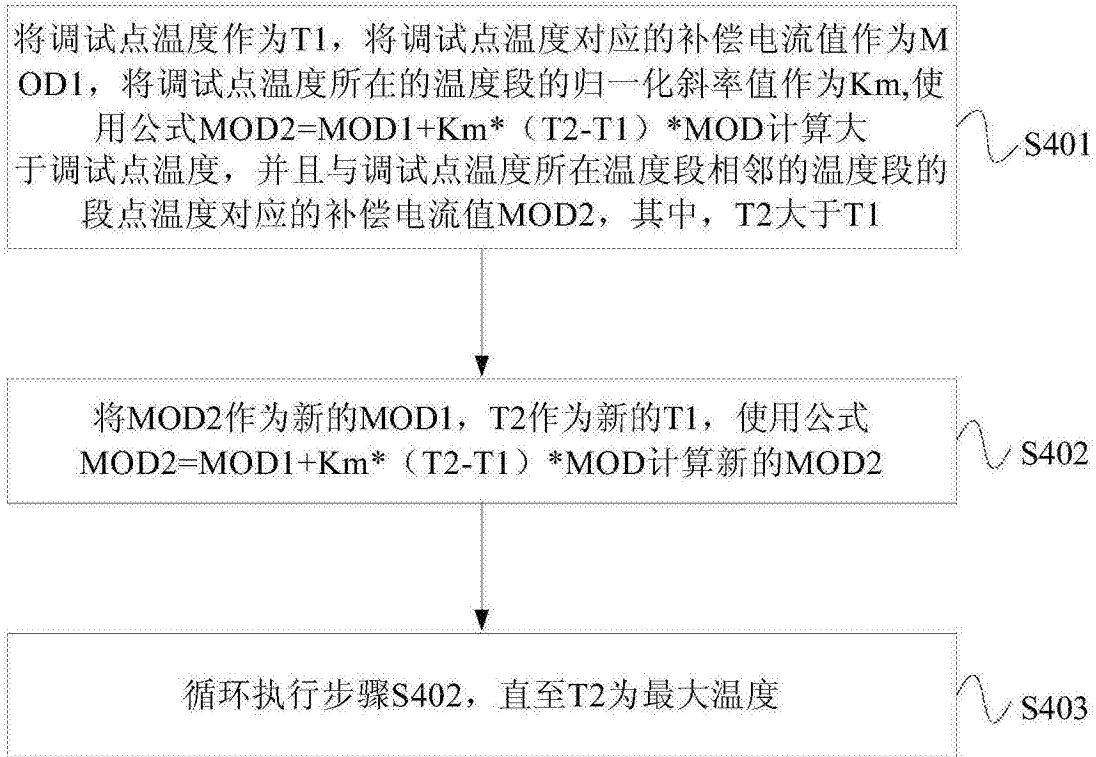 将调试点温度作为T1，将调试点温度对应的补偿电流值作为M
OD1，将调试点温度所在的温度段的归一化斜率值作为Km,使
用公式MOD2=MOD1+Km*（T2-T1）*MOD计算大
于调试点温度，并且与调试点温度所在温度段相邻的温度段的
段点温度对应的补偿电流值MOD2，其中，T2大于T1
S401
将MOD2作为新的MOD1，T2作为新的T1，使用公式
MOD2=MOD1+Km*（T2-T1）*MOD计算新的MOD2
S402
循环执行步骤S402，直至T2为最大温度
S403